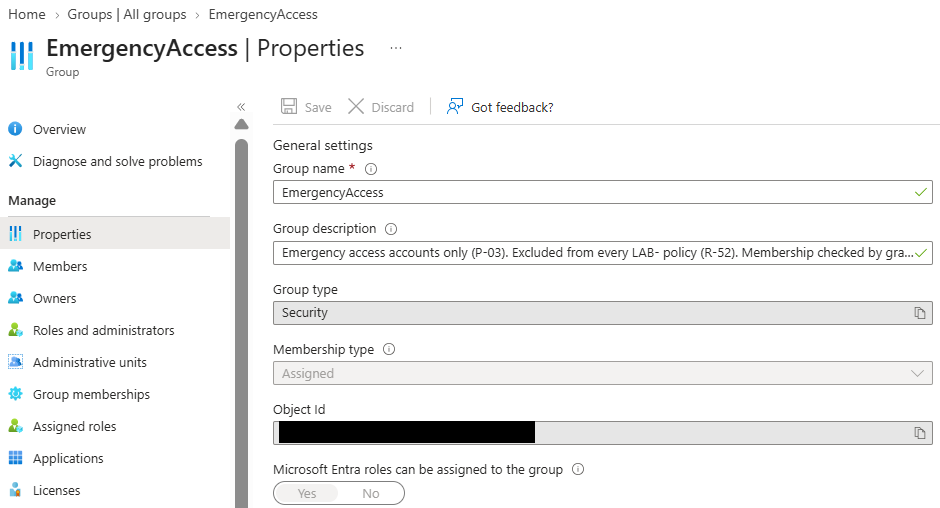 Home > Groups | All groups > EmergencyAccess
EmergencyAccess | Properties ...
Group
Save Discard Got feedback?
Overview
Diagnose and solve problems
Manage
Properties
Members
Owners
Roles and administrators
Administrative units
Group memberships
Assigned roles
Applications
Licenses
General settings
Group name *
EmergencyAccess
Group description
Emergency access accounts only (P-03). Excluded from every LAB- policy (R-52). Membership checked by gra...
Group type
Security
Membership type
Assigned
Object Id
Microsoft Entra roles can be assigned to the group
Yes No